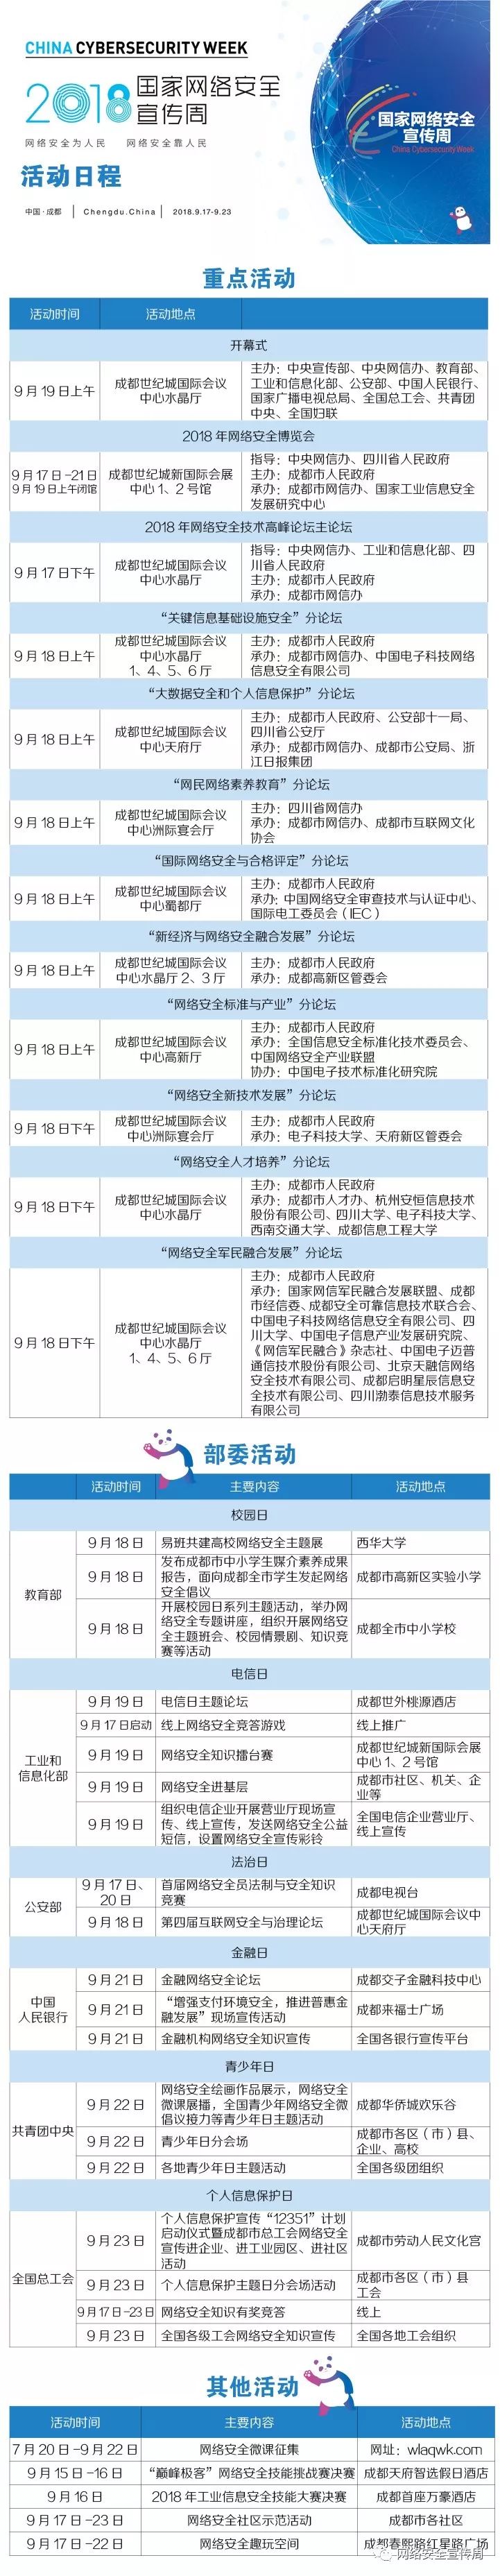 CHINA CYBERSECURITY WEEK
2018 国家网络安全
宣传周
网络安全为人民 网络安全靠人民
活动日程
中国·成都 | Chengdu.China | 2018.9.17-9.23
国家网络安全
宣传周
China Cybersecurity Week
重点活动
活动时间 活动地点
开幕式
9月19日上午
成都世纪城国际会议
中心水晶厅
主办：中央宣传部、中央网信办、教育部、
工业和信息化部、公安部、中国人民银行、
国家广播电视总局、全国总工会、共青团
中央、全国妇联
2018年网络安全博览会
9月17日-21日
9月19日上午闭馆
成都世纪城新国际会展
中心1、2号馆
指导：中央网信办、四川省人民政府
主办：成都市人民政府
承办：成都市网信办、国家工业信息安全
发展研究中心
2018年网络安全技术高峰论坛主论坛
9月17日下午
成都世纪城国际会议
中心水晶厅
指导：中央网信办、工业和信息化部、四
川省人民政府
主办：成都市人民政府
承办：成都市网信办
“关键信息基础设施安全”分论坛
9月18日上午
成都世纪城国际会议
中心水晶厅
1、4、5、6厅
主办：成都市人民政府
承办：成都市网信办、中国电子科技网络
信息安全有限公司
“大数据安全和个人信息保护”分论坛
9月18日上午
成都世纪城国际会议
中心天府厅
主办：成都市人民政府、公安部十一局、
四川省公安厅
承办：成都市网信办、成都市公安局、浙
江日报集团
“网民网络素养教育”分论坛
9月18日上午
成都世纪城国际会议
中心洲际宴会厅
主办：四川省网信办
承办：成都市网信办、成都市互联网文化
协会
“国际网络安全与合格评定”分论坛
9月18日上午
成都世纪城国际会议
中心蜀都厅
主办：成都市人民政府
承办：中国网络安全审查技术与认证中心、
国际电工委员会（IEC）
“新经济与网络安全融合发展”分论坛
9月18日上午
成都世纪城国际会议
中心水晶厅2、3厅
主办：成都市人民政府
承办：成都高新区管委会
“网络安全标准与产业”分论坛
9月18日上午
成都世纪城国际会议
中心高新厅
主办：成都市人民政府
承办：全国信息安全标准化技术委员会、
中国网络安全产业联盟
协办：中国电子技术标准化研究院
“网络安全新技术发展”分论坛
9月18日下午
成都世纪城国际会议
中心洲际宴会厅
主办：成都市人民政府
承办：电子科技大学、天府新区管委会
“网络安全人才培养”分论坛
9月18日下午
成都世纪城国际会议
中心水晶厅
主办：成都市人民政府
承办：成都市人才办、杭州安恒信息技术
股份有限公司、四川大学、电子科技大学、
西南交通大学、成都信息工程大学
“网络安全军民融合发展”分论坛
9月18日下午
成都世纪城国际会议
中心水晶厅
1、4、5、6厅
主办：成都市人民政府
承办：国家网信军民融合发展联盟、成都
市经信委、成都安全可靠信息技术联合会、
中国电子科技网络信息安全有限公司、四
川大学、中国电子信息产业发展研究院、
《网信军民融合》杂志社、中国电子迈普
通信技术股份有限公司、北京天融信网络
安全技术有限公司、成都启明星辰信息安
全技术有限公司、四川渤泰信息技术服务
有限公司
部委活动
活动时间 主要内容 活动地点
校园日
教育部
9月18日 易班共建高校网络安全主题展 西华大学
9月18日
发布成都市中小学生媒介素养成果
报告，面向成都全市学生发起网络
安全倡议
成都市高新区实验小学
9月18日
开展校园日系列主题活动，举办网
络安全专题讲座，组织开展网络安
全主题班会、校园情景剧、知识竞
赛等活动
成都全市中小学校
电信日
工业和
信息化部
9月19日 电信日主题论坛 成都世外桃源酒店
9月17日启动 线上网络安全竞答游戏 线上推广
9月19日 网络安全知识擂台赛
成都世纪城新国际会展
中心1、2号馆
9月19日 网络安全进基层
成都市社区、机关、企
业等
9月19日
组织电信企业开展营业厅现场宣
传、线上宣传，发送网络安全公益
短信，设置网络安全宣传彩铃
全国电信企业营业厅、
线上宣传
法治日
公安部
9月17日、
20日
首届网络安全员法制与安全知识
竞赛
成都电视台
9月18日 第四届互联网安全与治理论坛
成都世纪城国际会议中
心天府厅
金融日
中国
人民银行
9月21日 金融网络安全论坛 成都交子金融科技中心
9月21日
“增强支付环境安全，推进普惠金
融发展”现场宣传活动
成都来福士广场
9月21日 金融机构网络安全知识宣传 全国各银行宣传平台
青少年日
共青团中央
9月22日
网络安全绘画作品展示，网络安全
微课展播，全国青少年网络安全微
倡议接力等青少年日主题活动
成都华侨城欢乐谷
9月22日 青少年日分会场
成都市各区（市）县、
企业、高校
9月22日 各地青少年日主题活动 全国各级团组织
个人信息保护日
全国总工会
9月23日
个人信息保护宣传“12351”计划
启动仪式暨成都市总工会网络安全
宣传进企业、进工业园区、进社区
活动
成都市劳动人民文化宫
9月23日 个人信息保护主题日分会场活动
成都市各区（市）县
工会
9月17日-23日 网络安全知识有奖竞答 线上
9月23日 全国各级工会网络安全知识宣传 全国各地工会组织
其他活动
活动时间 主要内容 活动地点
7月20日-9月22日 网络安全微课征集 网址：wlaqwk.com
9月15日-16日 “巅峰极客”网络安全技能挑战赛决赛 成都天府智选假日酒店
9月16日 2018年工业信息安全技能大赛决赛 成都首座万豪酒店
9月17日-23日 网络安全社区示范活动 成都市各社区
9月17日-22日 网络安全趣玩空间 成都春熙路红星路广场
网络安全宣传周